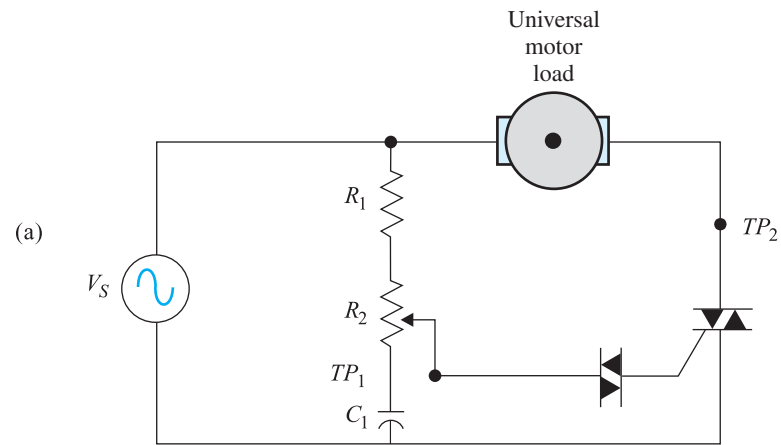 Universal
motor
load
R1
(a)
TP2
VS
R2
TP1
C1